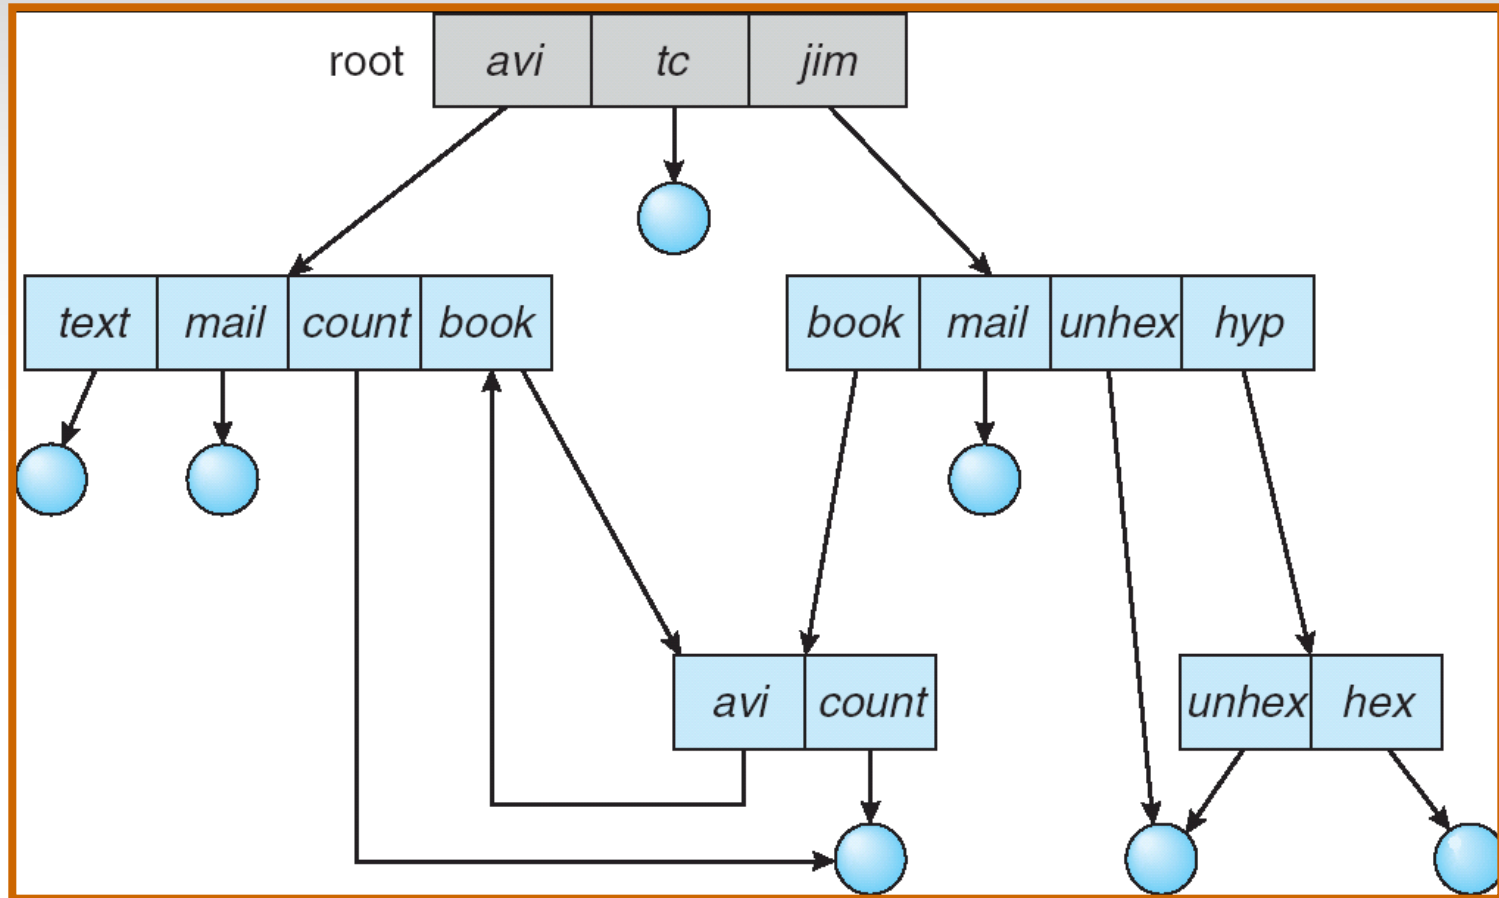 root avi tc jim
text mail count book book mail unhex hyp
avi count unhex hex